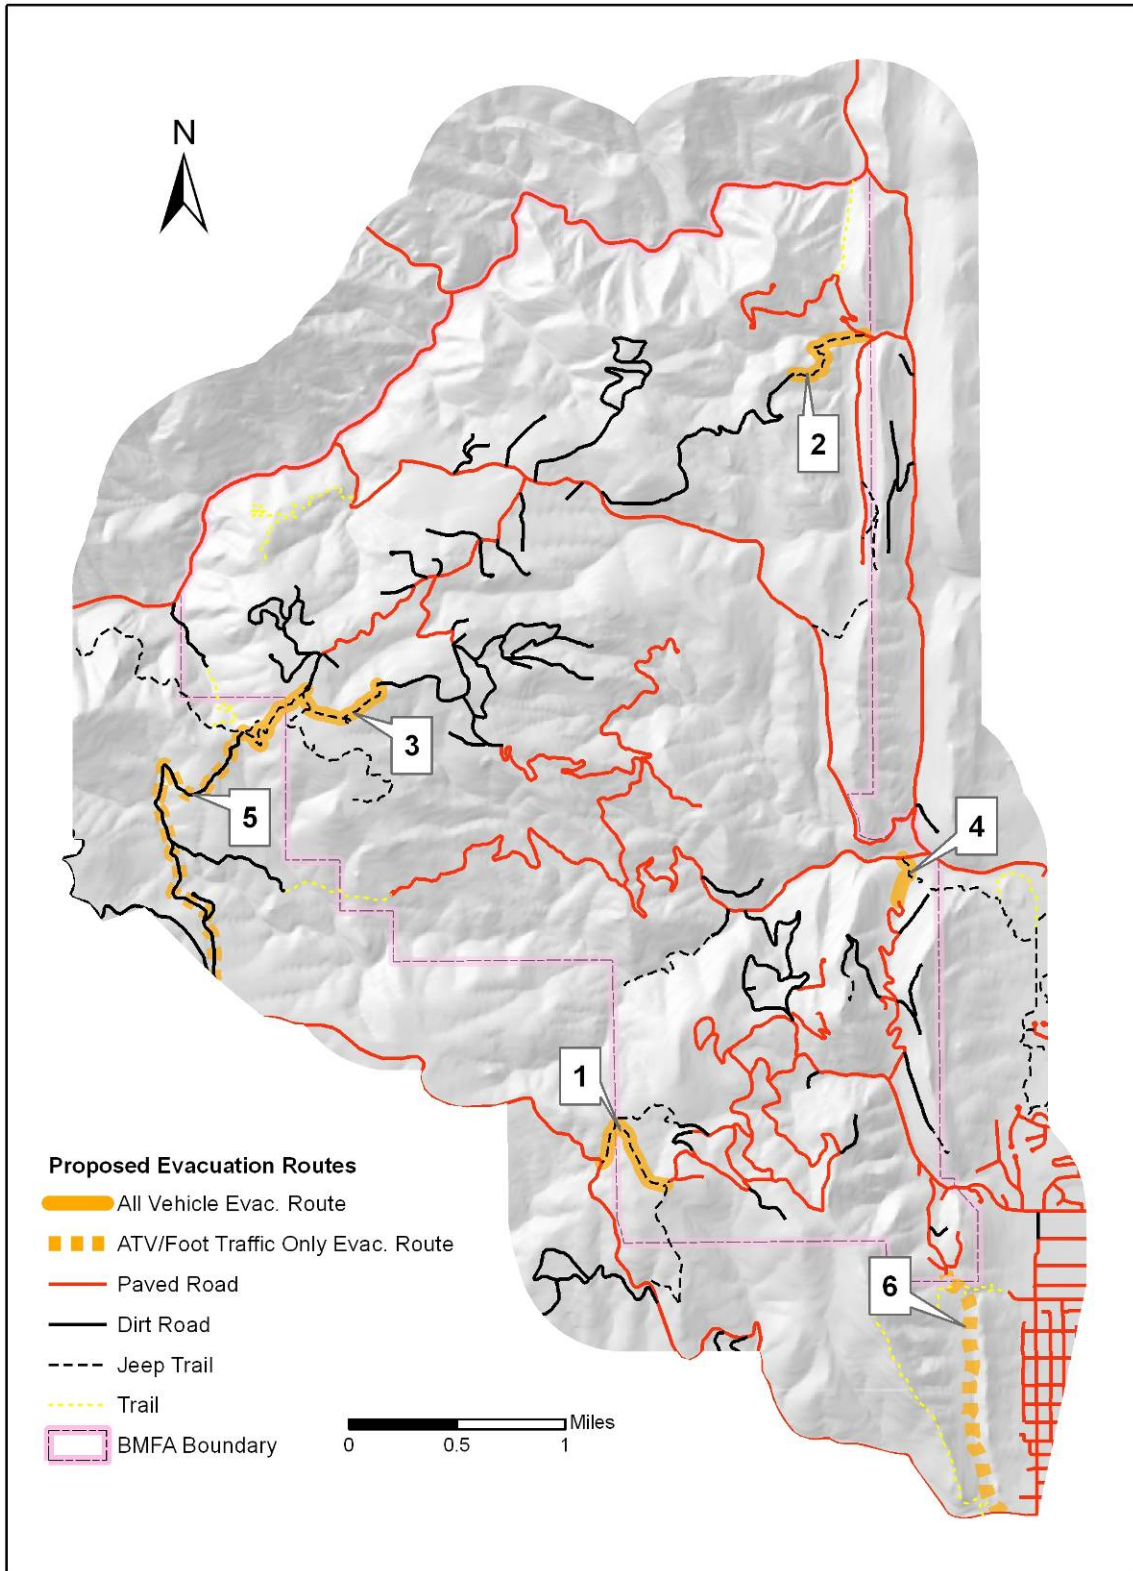 N
2
3
5
4
1
6
Proposed Evacuation Routes
All Vehicle Evac. Route
ATV/Foot Traffic Only Evac. Route
Paved Road
Dirt Road
Jeep Trail
Trail
BMFA Boundary
Miles
0 0.5 1